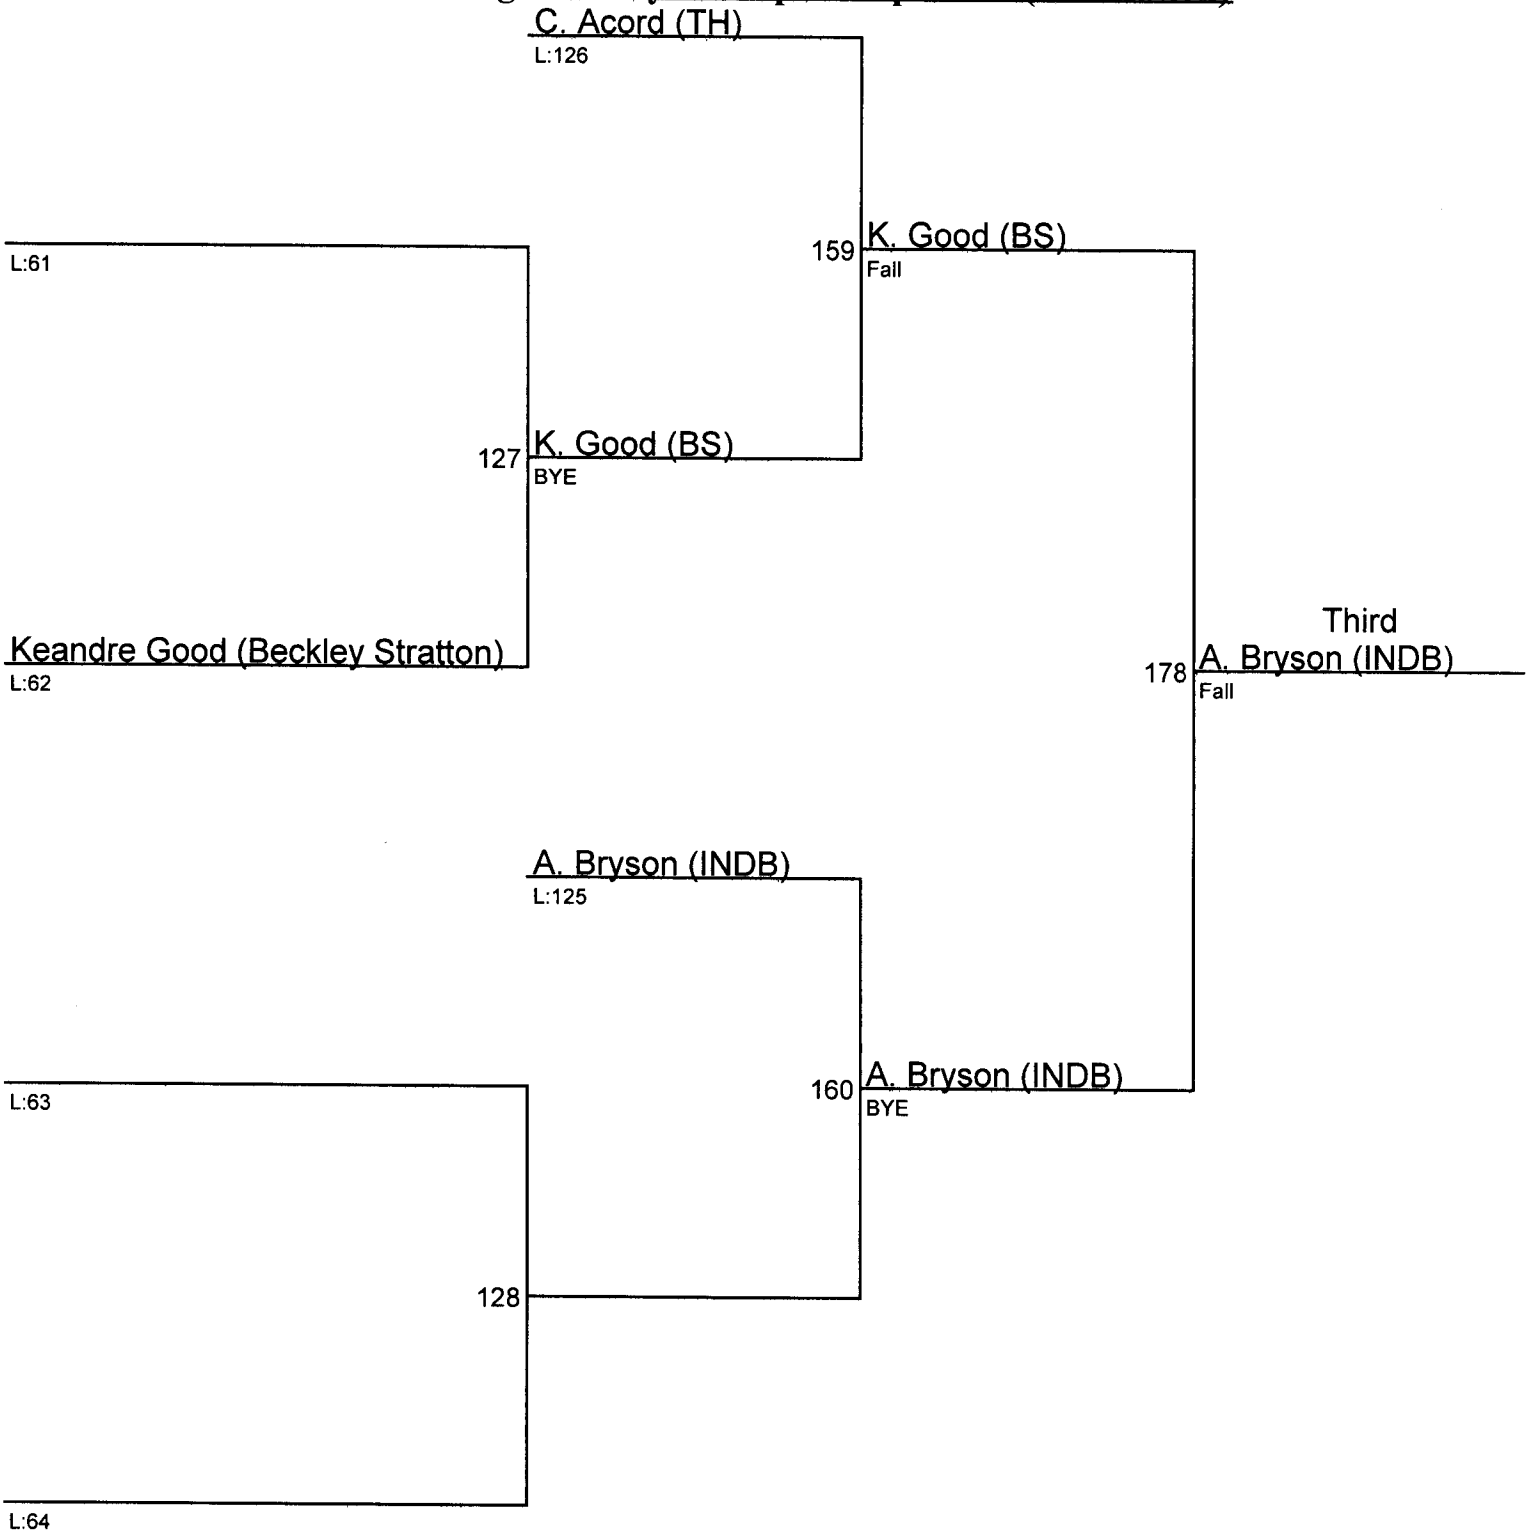 C. Acord (TH)
L:126
159
K. Good (BS)
Fall
L:61
127
K. Good (BS)
BYE
Keandre Good (Beckley Stratton)
L:62
Third
178
A. Bryson (INDB)
Fall
A. Bryson (INDB)
L:125
160
A. Bryson (INDB)
BYE
L:63
128
L:64